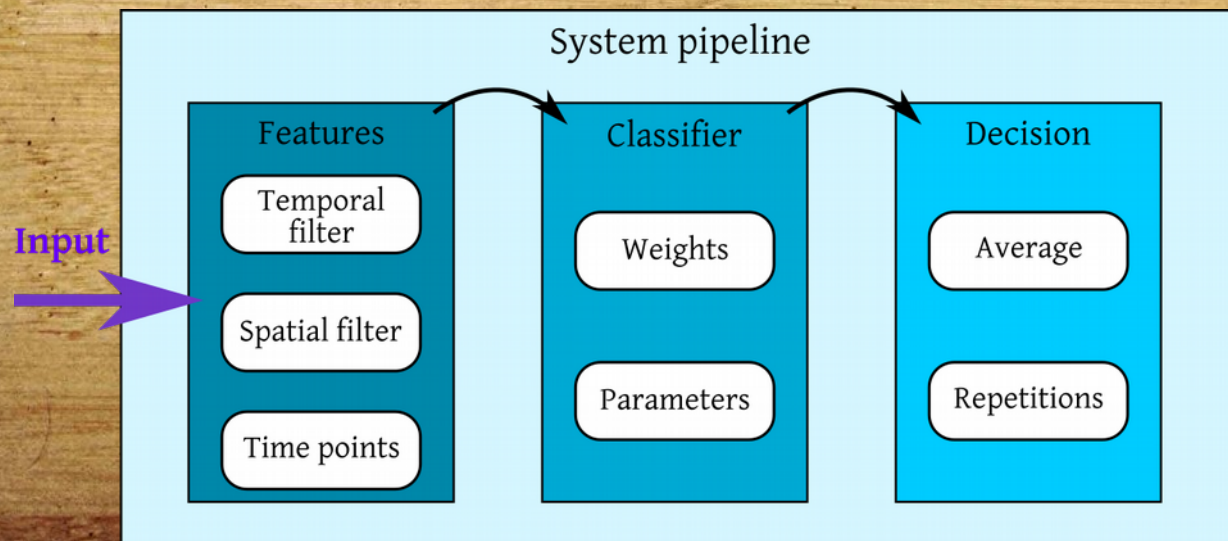 System pipeline
Input
Features
Temporal
filter
Spatial filter
Time points
Classifier
Weights
Parameters
Decision
Average
Repetitions